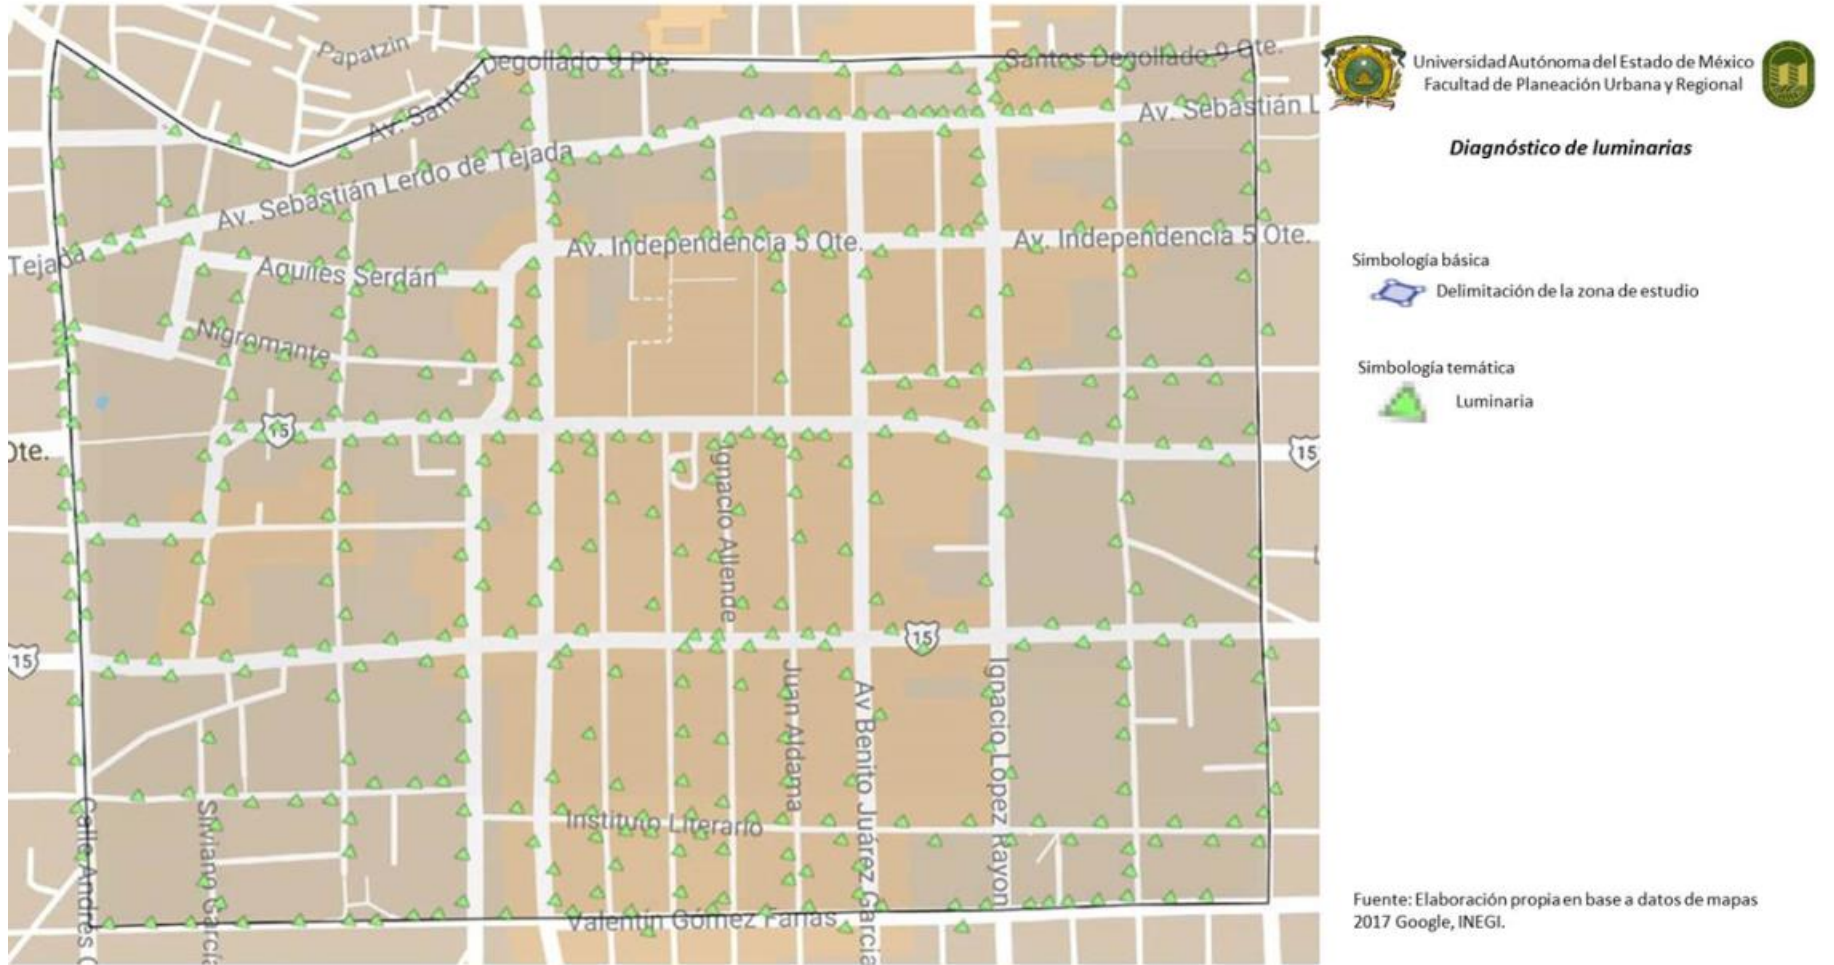 Papatzin
Av. Santos Degollado 9 Pte.
Santos Degollado 9 Ote.
Av. Sebastián L
Av. Sebastián Lerdo de Tejada
Tejada
Av. Independencia 5 Ote.
Av. Independencia 5 Ote.
Aquiles Serdán
Nigromante
15
15
Ote.
Ignacio Allende
15
15
Juan Aldama
Av Benito Juárez García
Ignacio López Rayón
Instituto Literario
Silviano García
Calle Andrés
Valentín Gómez Farías
Universidad Autónoma del Estado de México
Facultad de Planeación Urbana y Regional
Diagnóstico de luminarias
Simbología básica
Delimitación de la zona de estudio
Simbología temática
Luminaria
Fuente: Elaboración propia en base a datos de mapas
2017 Google, INEGI.